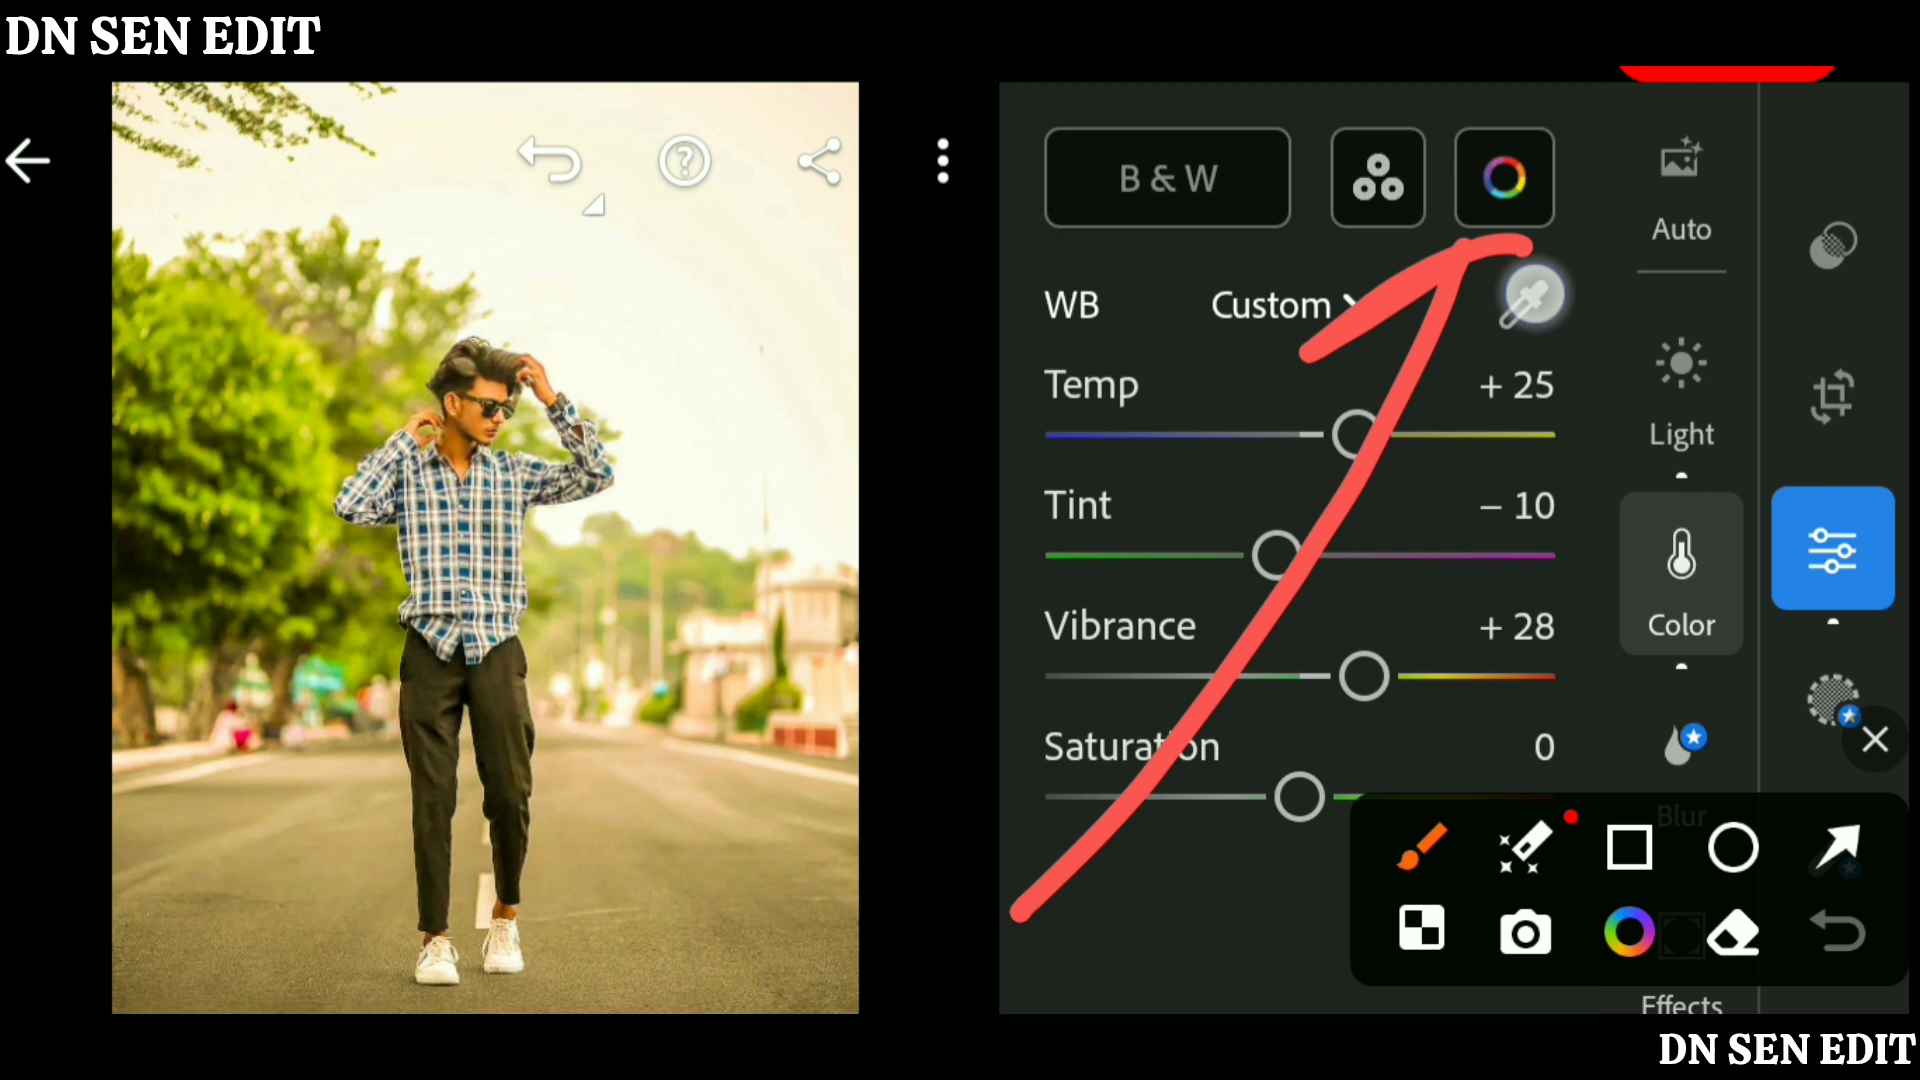 DN SEN EDIT
B & W
Auto
WB Custom
Temp + 25
Light
Tint – 10
Color
Vibrance + 28
Saturation 0
Blur
Effects
DN SEN EDIT